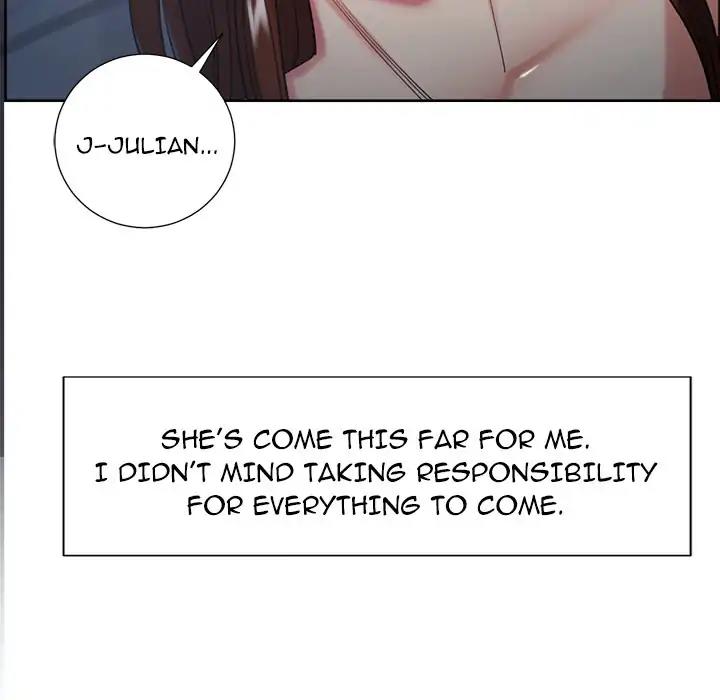 J-JULIAN...
SHE'S COME THIS FAR FOR ME.
I DIDN'T MIND TAKING RESPONSIBILITY
FOR EVERYTHING TO COME.